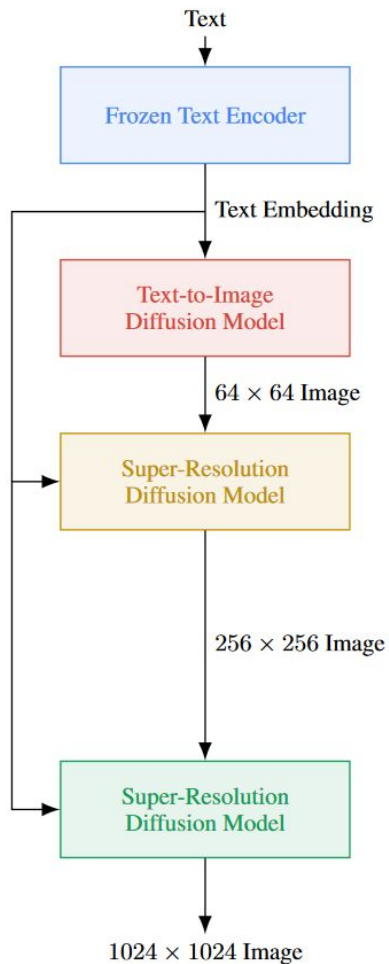 Text
Frozen Text Encoder
Text Embedding
Text-to-Image
Diffusion Model
64 × 64 Image
Super-Resolution
Diffusion Model
256 × 256 Image
Super-Resolution
Diffusion Model
1024 × 1024 Image